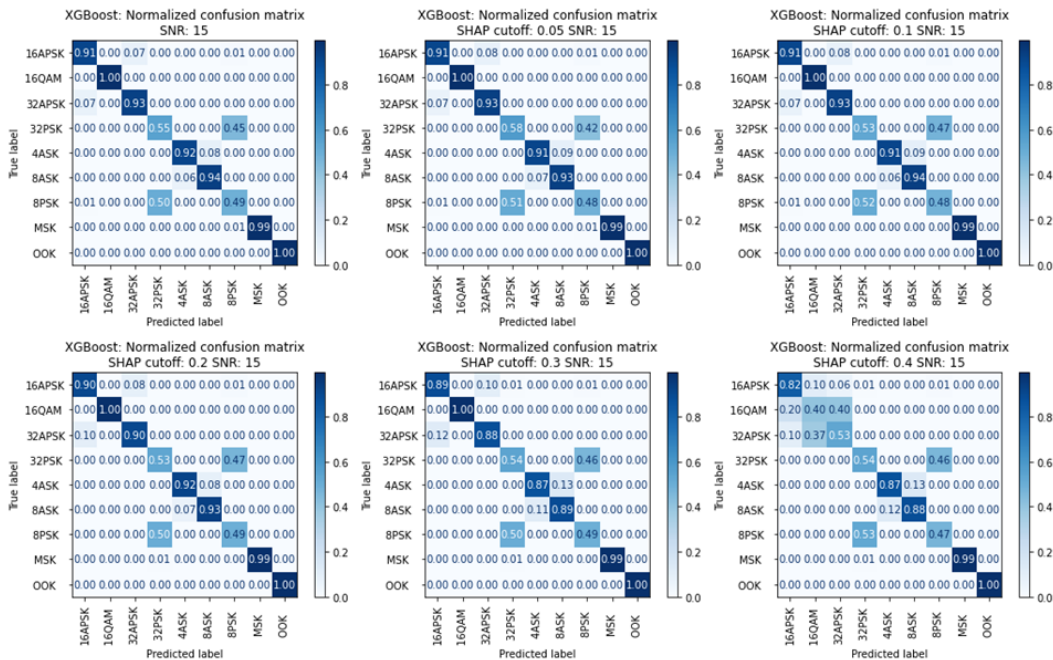 XGBoost: Normalized confusion matrix
SNR: 15
True label
16APSK 0.91 0.00 0.07 0.00 0.00 0.00 0.01 0.00 0.00
16QAM 0.00 1.00 0.00 0.00 0.00 0.00 0.00 0.00 0.00
32APSK 0.07 0.00 0.93 0.00 0.00 0.00 0.00 0.00 0.00
32PSK 0.00 0.00 0.00 0.55 0.00 0.00 0.45 0.00 0.00
4ASK 0.00 0.00 0.00 0.00 0.92 0.08 0.00 0.00 0.00
8ASK 0.00 0.00 0.00 0.00 0.06 0.94 0.00 0.00 0.00
8PSK 0.01 0.00 0.00 0.50 0.00 0.00 0.49 0.00 0.00
MSK 0.00 0.00 0.00 0.00 0.00 0.00 0.01 0.99 0.00
OOK 0.00 0.00 0.00 0.00 0.00 0.00 0.00 0.00 1.00
16APSK 16QAM 32APSK 32PSK 4ASK 8ASK 8PSK MSK OOK
Predicted label
0.8
0.6
0.4
0.2
0.0
XGBoost: Normalized confusion matrix
SHAP cutoff: 0.05 SNR: 15
True label
16APSK 0.91 0.00 0.08 0.00 0.00 0.00 0.01 0.00 0.00
16QAM 0.00 1.00 0.00 0.00 0.00 0.00 0.00 0.00 0.00
32APSK 0.07 0.00 0.93 0.00 0.00 0.00 0.00 0.00 0.00
32PSK 0.00 0.00 0.00 0.58 0.00 0.00 0.42 0.00 0.00
4ASK 0.00 0.00 0.00 0.00 0.91 0.09 0.00 0.00 0.00
8ASK 0.00 0.00 0.00 0.00 0.07 0.93 0.00 0.00 0.00
8PSK 0.01 0.00 0.00 0.51 0.00 0.00 0.48 0.00 0.00
MSK 0.00 0.00 0.00 0.00 0.00 0.00 0.01 0.99 0.00
OOK 0.00 0.00 0.00 0.00 0.00 0.00 0.00 0.00 1.00
16APSK 16QAM 32APSK 32PSK 4ASK 8ASK 8PSK MSK OOK
Predicted label
0.8
0.6
0.4
0.2
0.0
XGBoost: Normalized confusion matrix
SHAP cutoff: 0.1 SNR: 15
True label
16APSK 0.91 0.00 0.08 0.00 0.00 0.00 0.01 0.00 0.00
16QAM 0.00 1.00 0.00 0.00 0.00 0.00 0.00 0.00 0.00
32APSK 0.07 0.00 0.93 0.00 0.00 0.00 0.00 0.00 0.00
32PSK 0.00 0.00 0.00 0.53 0.00 0.00 0.47 0.00 0.00
4ASK 0.00 0.00 0.00 0.00 0.91 0.09 0.00 0.00 0.00
8ASK 0.00 0.00 0.00 0.00 0.06 0.94 0.00 0.00 0.00
8PSK 0.01 0.00 0.00 0.52 0.00 0.00 0.48 0.00 0.00
MSK 0.00 0.00 0.00 0.00 0.00 0.00 0.00 0.99 0.00
OOK 0.00 0.00 0.00 0.00 0.00 0.00 0.00 0.00 1.00
16APSK 16QAM 32APSK 32PSK 4ASK 8ASK 8PSK MSK OOK
Predicted label
0.8
0.6
0.4
0.2
0.0
XGBoost: Normalized confusion matrix
SHAP cutoff: 0.2 SNR: 15
True label
16APSK 0.90 0.00 0.08 0.00 0.00 0.00 0.01 0.00 0.00
16QAM 0.00 1.00 0.00 0.00 0.00 0.00 0.00 0.00 0.00
32APSK 0.10 0.00 0.90 0.00 0.00 0.00 0.00 0.00 0.00
32PSK 0.00 0.00 0.00 0.53 0.00 0.00 0.47 0.00 0.00
4ASK 0.00 0.00 0.00 0.00 0.92 0.08 0.00 0.00 0.00
8ASK 0.00 0.00 0.00 0.00 0.07 0.93 0.00 0.00 0.00
8PSK 0.00 0.00 0.00 0.50 0.00 0.00 0.49 0.00 0.00
MSK 0.00 0.00 0.00 0.01 0.00 0.00 0.00 0.99 0.00
OOK 0.00 0.00 0.00 0.00 0.00 0.00 0.00 0.00 1.00
16APSK 16QAM 32APSK 32PSK 4ASK 8ASK 8PSK MSK OOK
Predicted label
0.8
0.6
0.4
0.2
0.0
XGBoost: Normalized confusion matrix
SHAP cutoff: 0.3 SNR: 15
True label
16APSK 0.89 0.00 0.10 0.01 0.00 0.00 0.01 0.00 0.00
16QAM 0.00 1.00 0.00 0.00 0.00 0.00 0.00 0.00 0.00
32APSK 0.12 0.00 0.88 0.00 0.00 0.00 0.00 0.00 0.00
32PSK 0.00 0.00 0.00 0.54 0.00 0.00 0.46 0.00 0.00
4ASK 0.00 0.00 0.00 0.00 0.87 0.13 0.00 0.00 0.00
8ASK 0.00 0.00 0.00 0.00 0.11 0.89 0.00 0.00 0.00
8PSK 0.00 0.00 0.00 0.50 0.00 0.00 0.49 0.00 0.00
MSK 0.00 0.00 0.00 0.01 0.00 0.00 0.00 0.99 0.00
OOK 0.00 0.00 0.00 0.00 0.00 0.00 0.00 0.00 1.00
16APSK 16QAM 32APSK 32PSK 4ASK 8ASK 8PSK MSK OOK
Predicted label
0.8
0.6
0.4
0.2
0.0
XGBoost: Normalized confusion matrix
SHAP cutoff: 0.4 SNR: 15
True label
16APSK 0.82 0.10 0.06 0.01 0.00 0.00 0.01 0.00 0.00
16QAM 0.20 0.40 0.40 0.00 0.00 0.00 0.00 0.00 0.00
32APSK 0.10 0.37 0.53 0.00 0.00 0.00 0.00 0.00 0.00
32PSK 0.00 0.00 0.00 0.54 0.00 0.00 0.46 0.00 0.00
4ASK 0.00 0.00 0.00 0.00 0.87 0.13 0.00 0.00 0.00
8ASK 0.00 0.00 0.00 0.00 0.12 0.88 0.00 0.00 0.00
8PSK 0.00 0.00 0.00 0.53 0.00 0.00 0.47 0.00 0.00
MSK 0.00 0.00 0.00 0.01 0.00 0.00 0.00 0.99 0.00
OOK 0.00 0.00 0.00 0.00 0.00 0.00 0.00 0.00 1.00
16APSK 16QAM 32APSK 32PSK 4ASK 8ASK 8PSK MSK OOK
Predicted label
0.8
0.6
0.4
0.2
0.0